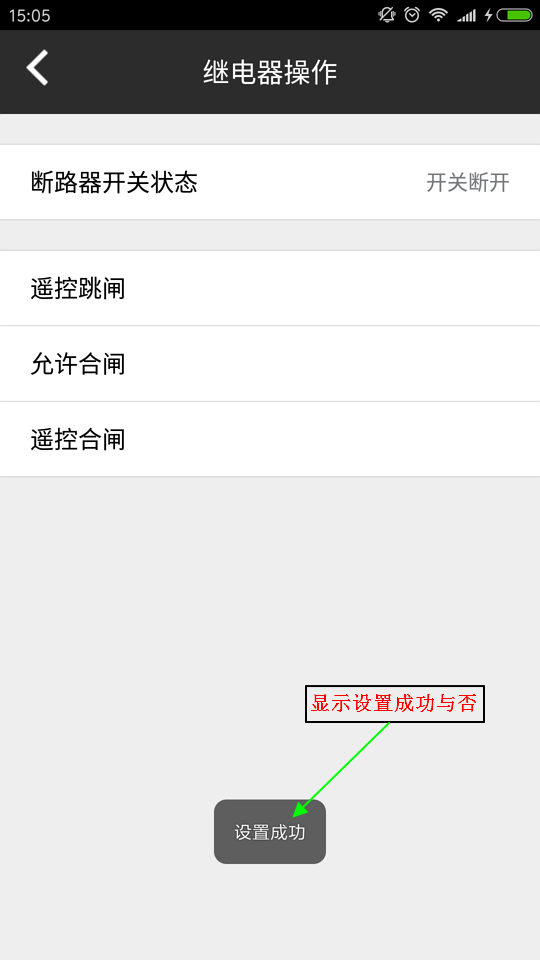 15:05
继电器操作
断路器开关状态 开关断开
遥控跳闸
允许合闸
遥控合闸
显示设置成功与否
设置成功